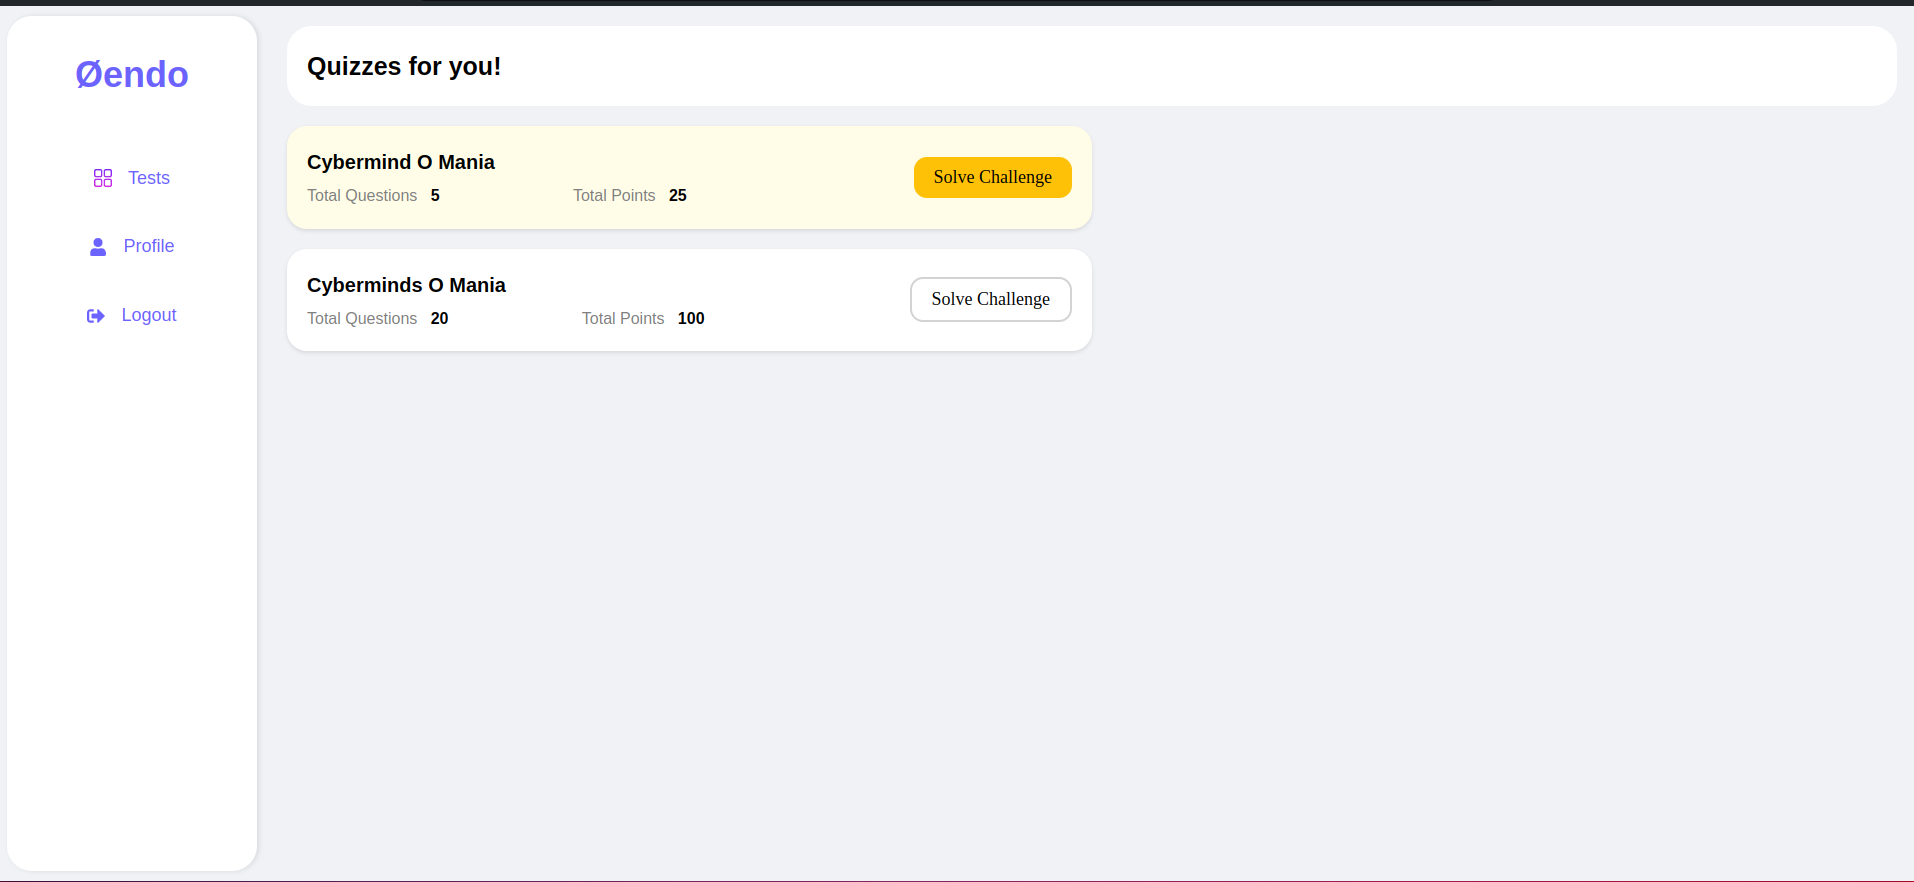 Øendo
Tests
Profile
Logout
Quizzes for you!
Cybermind O Mania
Total Questions 5 Total Points 25
Solve Challenge
Cyberminds O Mania
Total Questions 20 Total Points 100
Solve Challenge